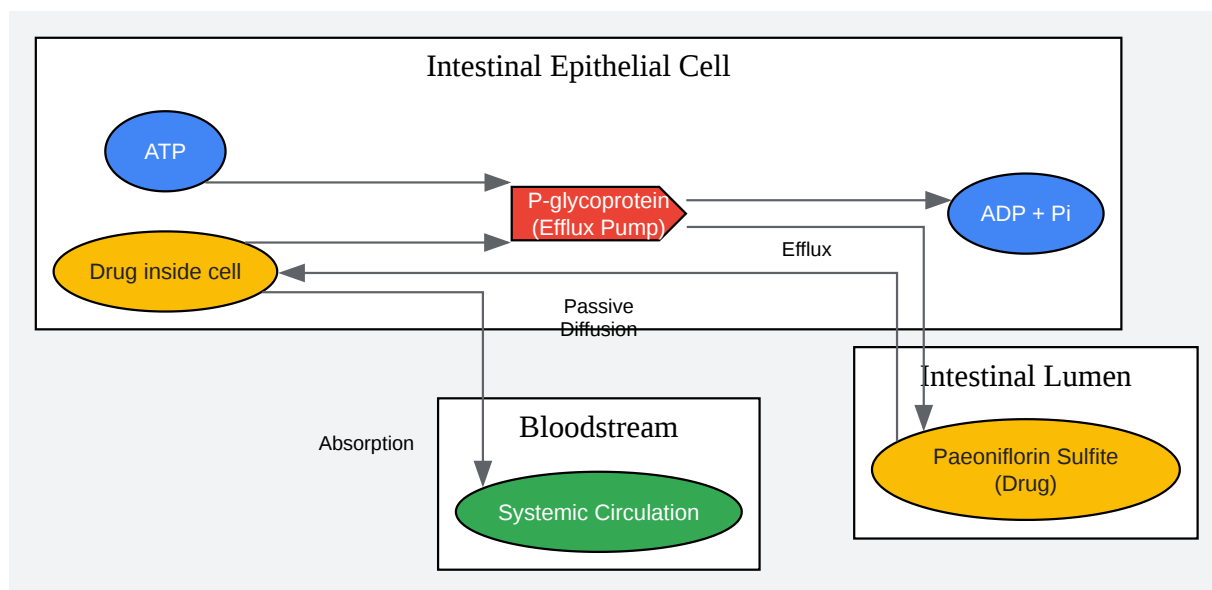 Intestinal Epithelial Cell
ATP
P-glycoprotein
(Efflux Pump)
ADP + Pi
Efflux
Drug inside cell
Passive
Diffusion
Intestinal Lumen
Bloodstream
Absorption
Paeoniflorin Sulfite
(Drug)
Systemic Circulation